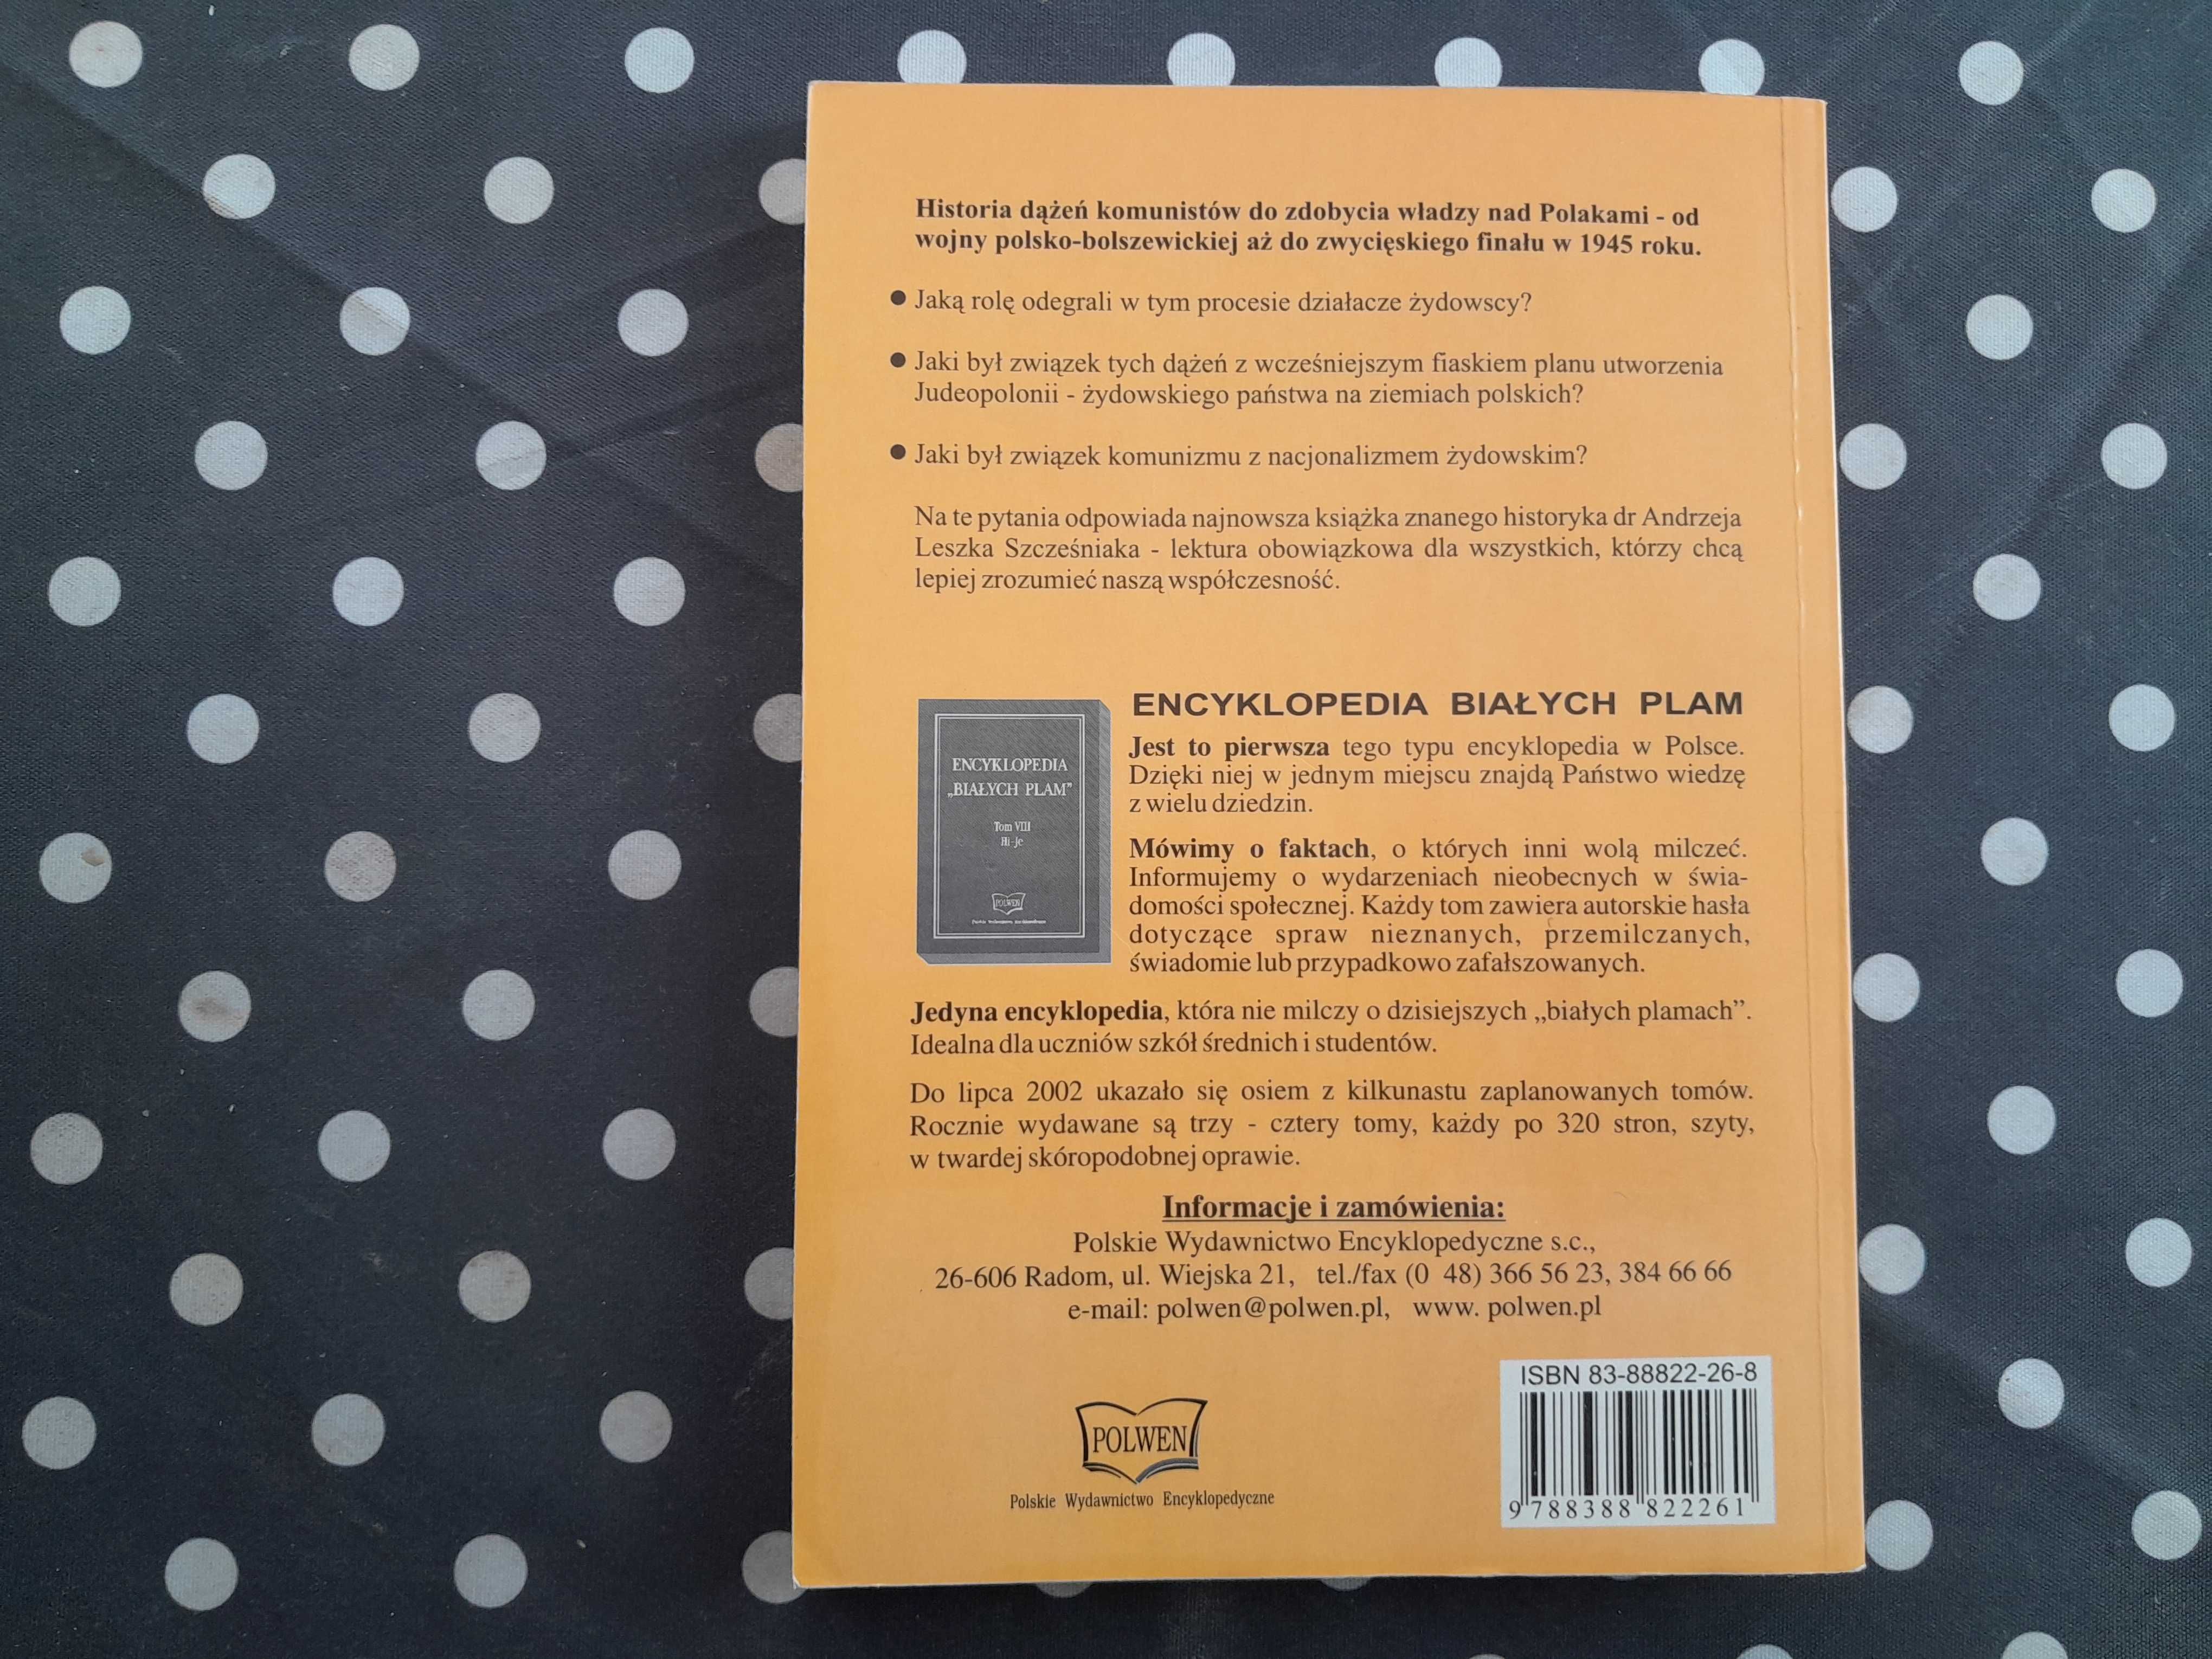 Historia dążeń komunistów do zdobycia władzy nad Polakami - od
wojny polsko-bolszewickiej aż do zwycięskiego finału w 1945 roku.
● Jaką rolę odegrali w tym procesie działacze żydowscy?
● Jaki był związek tych dążeń z wcześniejszym fiaskiem planu utworzenia
Judeopolonii - żydowskiego państwa na ziemiach polskich?
● Jaki był związek komunizmu z nacjonalizmem żydowskim?
Na te pytania odpowiada najnowsza książka znanego historyka dr Andrzeja
Leszka Szcześniaka - lektura obowiązkowa dla wszystkich, którzy chcą
lepiej zrozumieć naszą współczesność.
ENCYKLOPEDIA
„BIAŁYCH PLAM”
Tom VIII
Hi-Je
POLWEN
ENCYKLOPEDIA BIAŁYCH PLAM
Jest to pierwsza tego typu encyklopedia w Polsce.
Dzięki niej w jednym miejscu znajdą Państwo wiedzę
z wielu dziedzin.
Mówimy o faktach, o których inni wolą milczeć.
Informujemy o wydarzeniach nieobecnych w świa-
domości społecznej. Każdy tom zawiera autorskie hasła
dotyczące spraw nieznanych, przemilczanych,
świadomie lub przypadkowo zafałszowanych.
Jedyna encyklopedia, która nie milczy o dzisiejszych „białych plamach”.
Idealna dla uczniów szkół średnich i studentów.
Do lipca 2002 ukazało się osiem z kilkunastu zaplanowanych tomów.
Rocznie wydawane są trzy - cztery tomy, każdy po 320 stron, szyty,
w twardej skóropodobnej oprawie.
Informacje i zamówienia:
Polskie Wydawnictwo Encyklopedyczne s.c.,
26-606 Radom, ul. Wiejska 21, tel./fax (0 48) 366 56 23, 384 66 66
e-mail: polwen@polwen.pl, www. polwen.pl
POLWEN
Polskie Wydawnictwo Encyklopedyczne
ISBN 83-88822-26-8
9 788388 822261